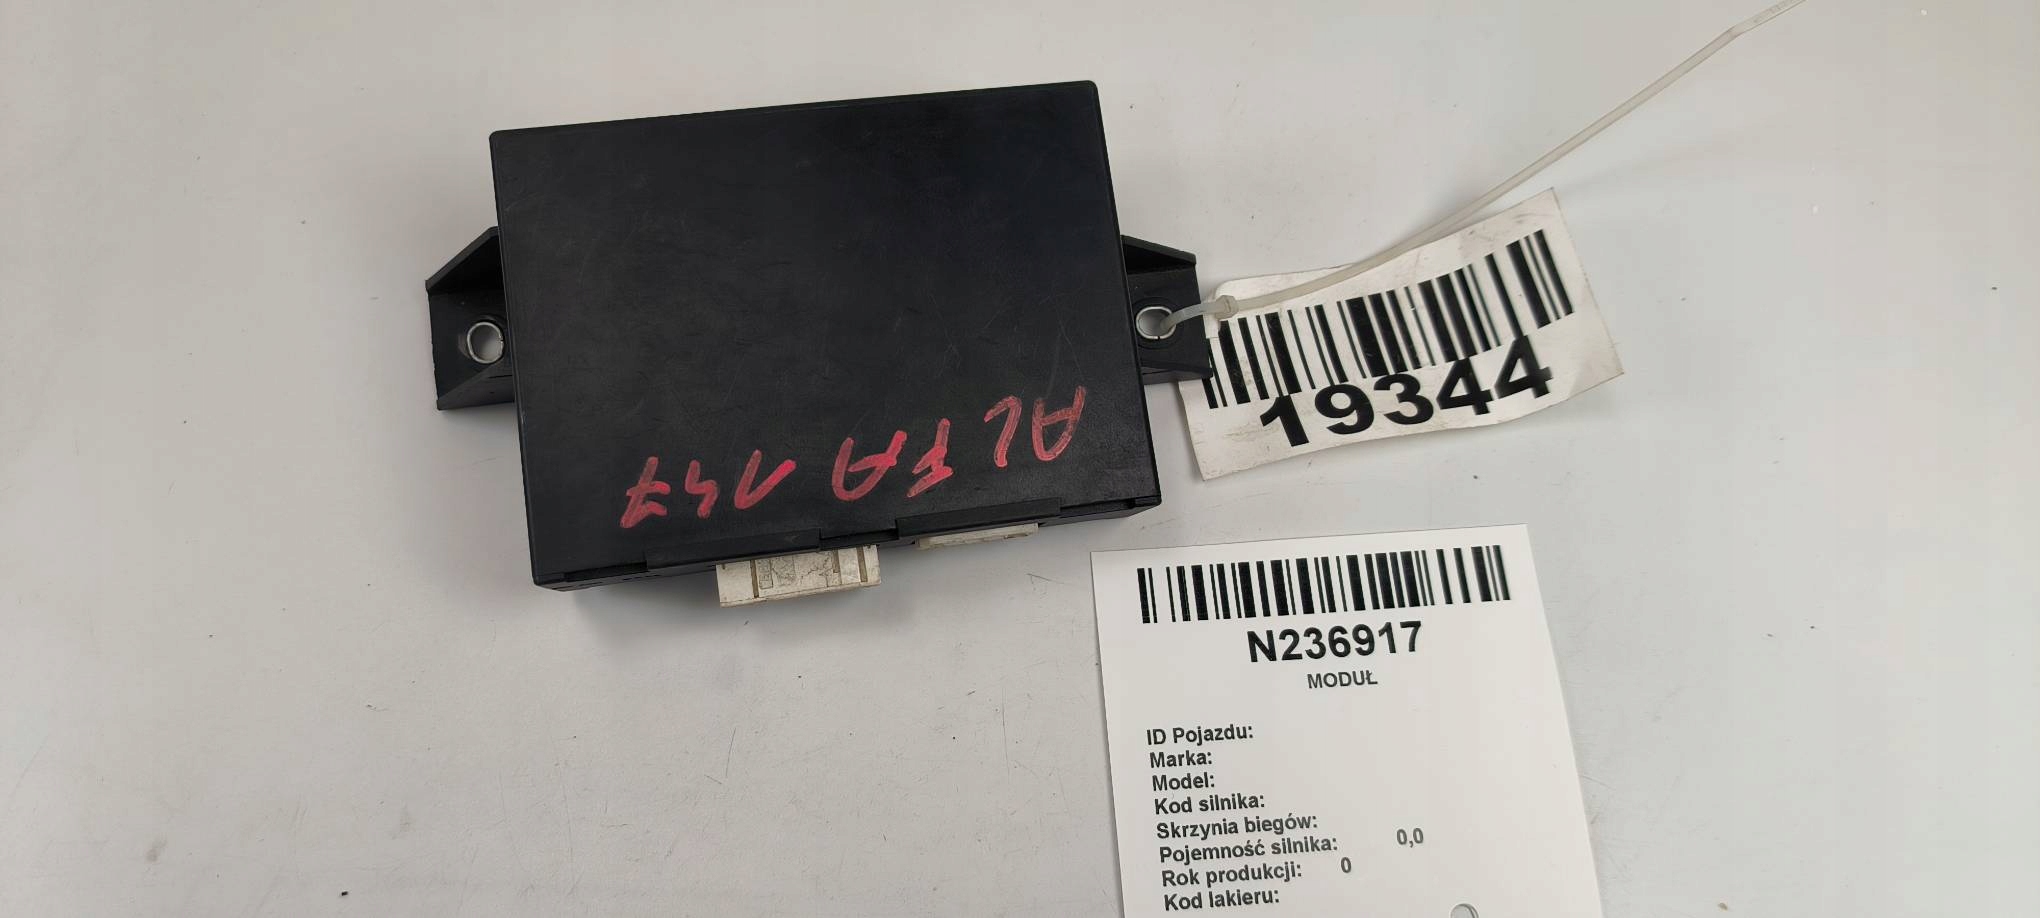 ALFA 147
19344
N236917
MODUŁ
ID Pojazdu:
Marka:
Model:
Kod silnika:
Skrzynia biegów:
Pojemność silnika: 0,0
Rok produkcji: 0
Kod lakieru: